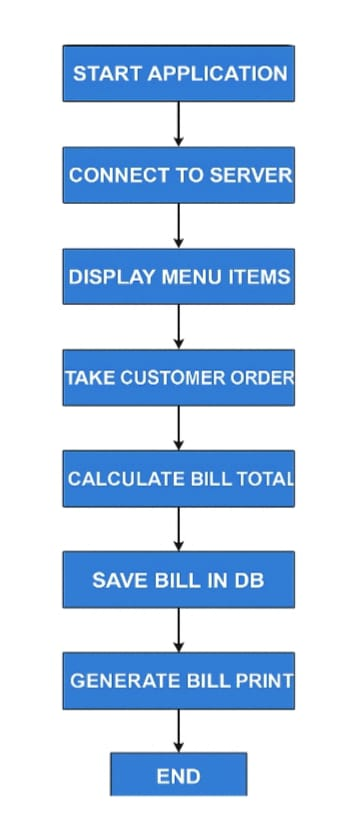 START APPLICATION
CONNECT TO SERVER
DISPLAY MENU ITEMS
TAKE CUSTOMER ORDER
CALCULATE BILL TOTAL
SAVE BILL IN DB
GENERATE BILL PRINT
END